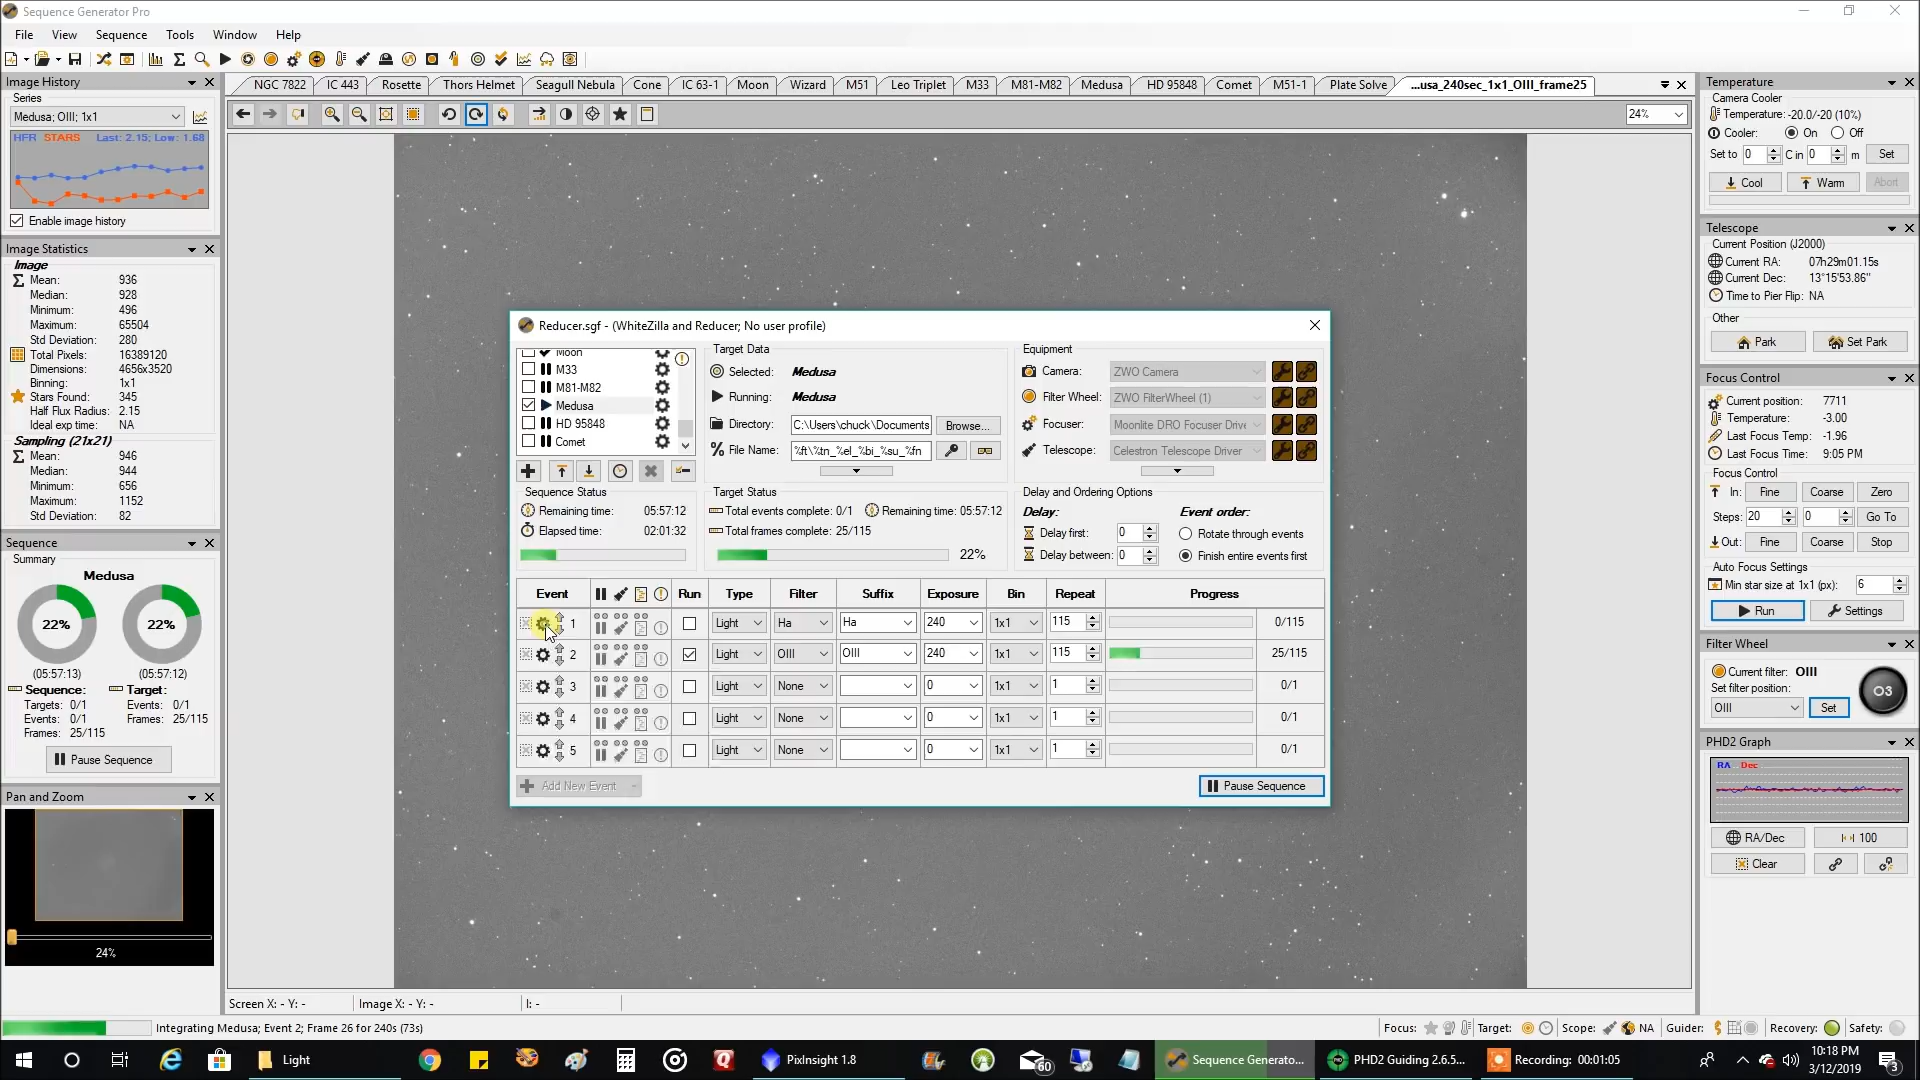 Sequence Generator Pro
File View Sequence Tools Window Help
Image History
Series
Medusa; OIII; 1x1
HFR STARS Last: 2.15; Low: 1.68
Enable image history
Image Statistics
Image
Mean: 936
Median: 928
Minimum: 496
Maximum: 65504
Std Deviation: 280
Total Pixels: 16389120
Dimensions: 4656x3520
Binning: 1x1
Stars Found: 345
Half Flux Radius: 2.15
Ideal exp time: NA
Sampling (21x21)
Mean: 946
Median: 944
Minimum: 656
Maximum: 1152
Std Deviation: 82
Sequence
Summary
Medusa
22% 22%
(05:57:13) (05:57:12)
Sequence: Target:
Targets: 0/1 Events: 0/1
Events: 0/1 Frames: 25/115
Frames: 25/115
Pause Sequence
Pan and Zoom
24%
NGC 7822 IC 443 Rosette Thors Helmet Seagull Nebula Cone IC 63-1 Moon Wizard M51 Leo Triplet M33 M81-M82 Medusa HD 95848 Comet M51-1 Plate Solve ...usa_240sec_1x1_OIII_frame25
24%
Reducer.sgf - (WhiteZilla and Reducer; No user profile)
Moon
M33
M81-M82
Medusa
HD 95848
Comet
Target Data
Selected: Medusa
Running: Medusa
Directory: C:\Users\chuck\Documents Browse...
File Name: %ft\%tn_%el_%bi_%su_%fn
Equipment
Camera: ZWO Camera
Filter Wheel: ZWO FilterWheel (1)
Focuser: Moonlite DRO Focuser Drive
Telescope: Celestron Telescope Driver
Sequence Status
Remaining time: 05:57:12
Elapsed time: 02:01:32
Target Status
Total events complete: 0/1 Remaining time: 05:57:12
Total frames complete: 25/115
22%
Delay and Ordering Options
Delay: Event order:
Delay first: 0 Rotate through events
Delay between: 0 Finish entire events first
Event Run Type Filter Suffix Exposure Bin Repeat Progress
1 Light Ha Ha 240 1x1 115 0/115
2 Light OIII OIII 240 1x1 115 25/115
3 Light None 0 1x1 1 0/1
4 Light None 0 1x1 1 0/1
5 Light None 0 1x1 1 0/1
Add New Event Pause Sequence
Temperature
Camera Cooler
Temperature: -20.0/-20 (10%)
Cooler: On Off
Set to 0 C in 0 m Set
Cool Warm Abort
Telescope
Current Position (J2000)
Current RA: 07h29m01.15s
Current Dec: 13°15'53.86"
Time to Pier Flip: NA
Other
Park Set Park
Focus Control
Current position: 7711
Temperature: -3.00
Last Focus Temp: -1.96
Last Focus Time: 9:05 PM
Focus Control
In: Fine Coarse Zero
Steps: 20 0 Go To
Out: Fine Coarse Stop
Auto Focus Settings
Min star size at 1x1 (px): 6
Run Settings
Filter Wheel
Current filter: OIII
Set filter position:
OIII Set
O3
PHD2 Graph
RA Dec
RA/Dec 100
Clear
Screen X: - Y: - Image X: - Y: - I: -
Integrating Medusa; Event 2; Frame 26 for 240s (73s)
Focus: Target: Scope: NA Guider: Recovery: Safety:
Light PixInsight 1.8 60 Sequence Generato... PHD2 Guiding 2.6.5... Recording: 00:01:05
10:18 PM
3/12/2019
3